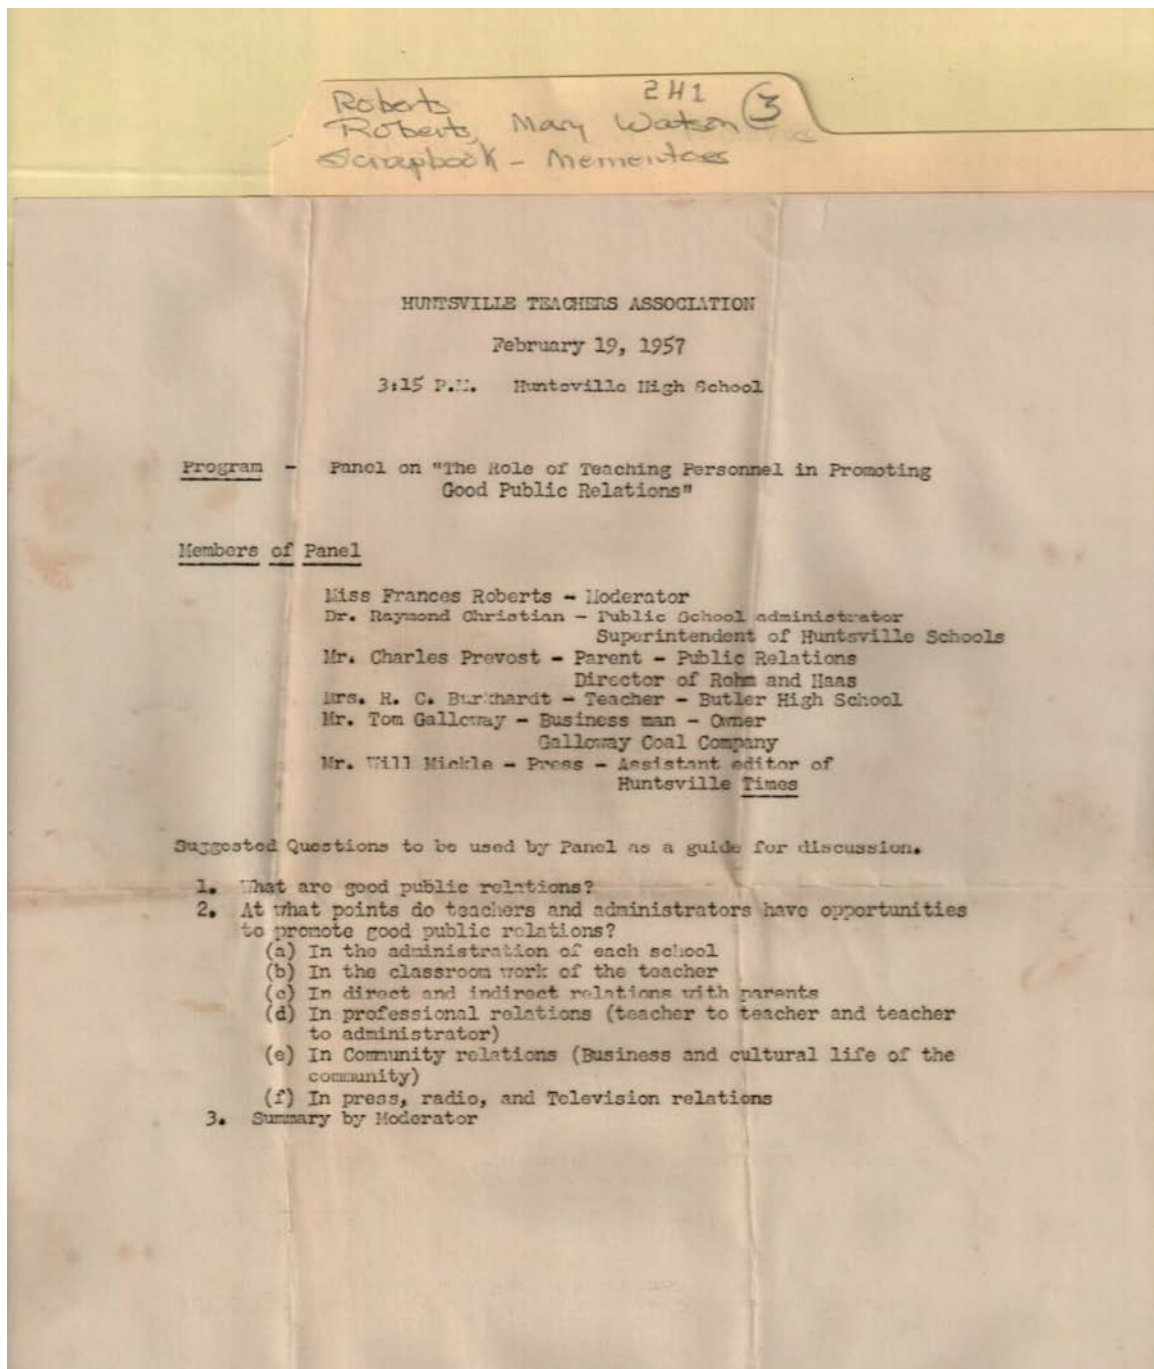 Roberts 2H1 3
Roberts, Mary Watson
Scrapbook - Mementoes
HUNTSVILLE TEACHERS ASSOCIATION
February 19, 1957
3:15 P.M. Huntsville High School
Program - Panel on "The Role of Teaching Personnel in Promoting
Good Public Relations"
Members of Panel
Miss Frances Roberts - Moderator
Dr. Raymond Christian - Public School administrator
Superintendent of Huntsville Schools
Mr. Charles Prevost - Parent - Public Relations
Director of Rohm and Haas
Mrs. R. C. Burkhardt - Teacher - Butler High School
Mr. Tom Galloway - Business man - Owner
Galloway Coal Company
Mr. Will Mickle - Press - Assistant editor of
Huntsville Times
Suggested Questions to be used by Panel as a guide for discussion.
1. What are good public relations?
2. At what points do teachers and administrators have opportunities
to promote good public relations?
(a) In the administration of each school
(b) In the classroom work of the teacher
(c) In direct and indirect relations with parents
(d) In professional relations (teacher to teacher and teacher
to administrator)
(e) In Community relations (Business and cultural life of the
community)
(f) In press, radio, and Television relations
3. Summary by Moderator